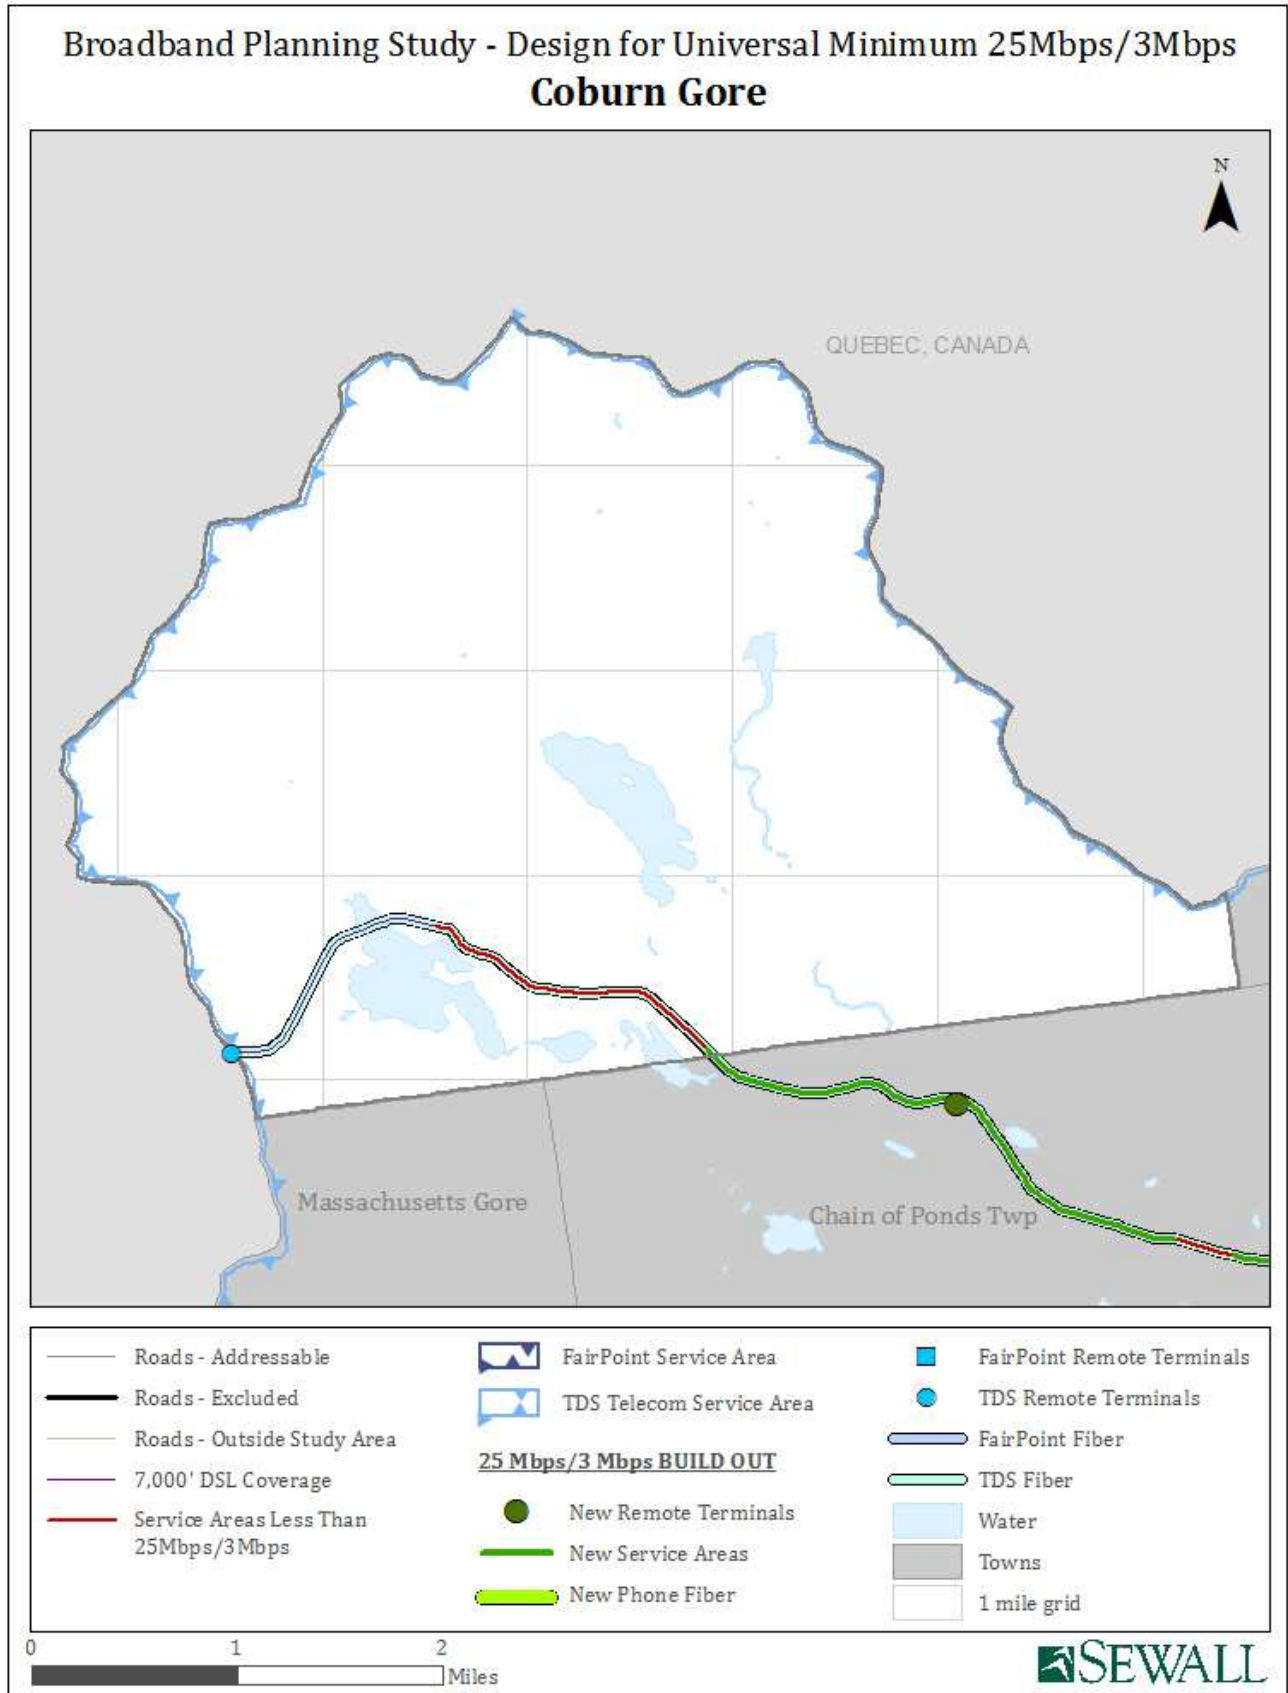 Broadband Planning Study - Design for Universal Minimum 25Mbps/3Mbps
Coburn Gore
N
QUEBEC, CANADA
Massachusetts Gore
Chain of Ponds Twp
Roads - Addressable
Roads - Excluded
Roads - Outside Study Area
7,000' DSL Coverage
Service Areas Less Than
25Mbps/3Mbps
FairPoint Service Area
TDS Telecom Service Area
25 Mbps/3 Mbps BUILD OUT
New Remote Terminals
New Service Areas
New Phone Fiber
FairPoint Remote Terminals
TDS Remote Terminals
FairPoint Fiber
TDS Fiber
Water
Towns
1 mile grid
0 1 2
Miles
SEWALL